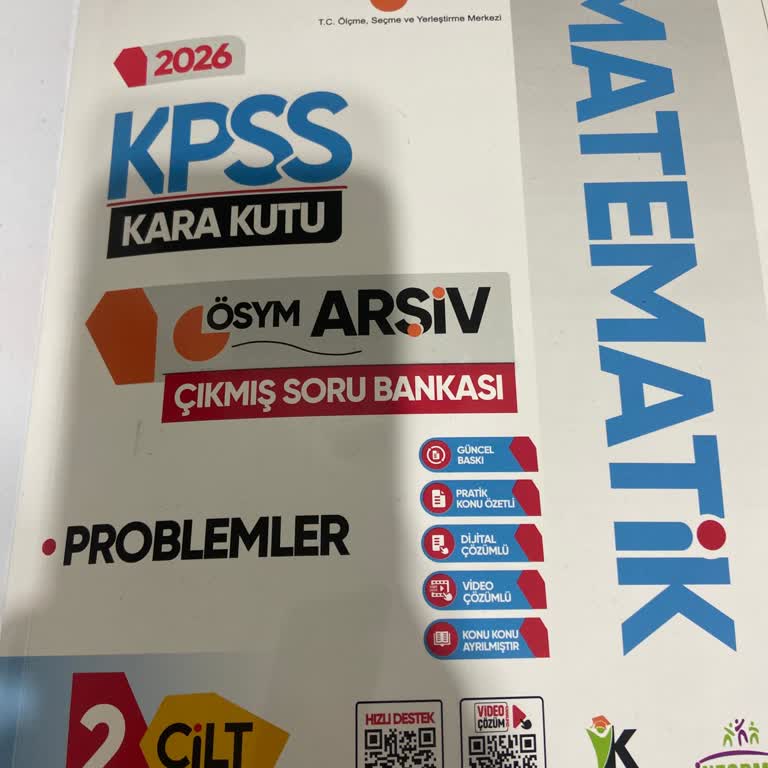 T.C. Ölçme, Seçme ve Yerleştirme Merkezi
2026
KPSS
KARA KUTU
ÖSYM ARŞİV
ÇIKMIŞ SORU BANKASI
GÜNCEL
BASKI
PRATİK
KONU ÖZETLİ
DİJİTAL
ÇÖZÜMLÜ
VİDEO
ÇÖZÜMLÜ
KONU KONU
AYRILMIŞTIR
PROBLEMLER
MATEMATİK
2
CİLT
HIZLI DESTEK
VİDEO
ÇÖZÜM
K